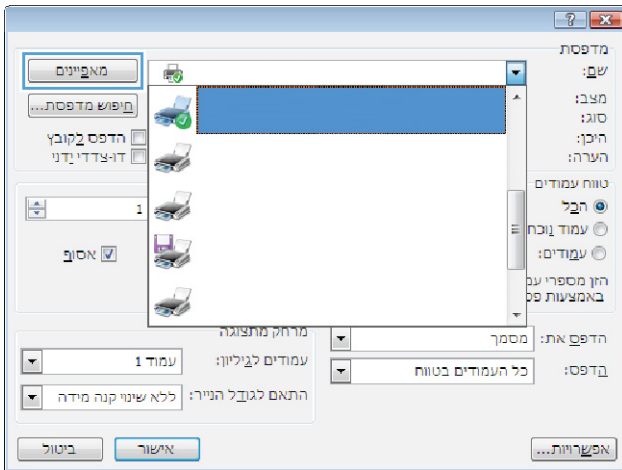 מדפסת
שם:
מאפיינים
מצב:
חיפוש מדפסת...
סוג:
היכן:
הדפס לקובץ
הערה:
דו-צדדי ידני
טווח עמודים
הכל
1
עמוד נוכח
עמודים:
אסוף
הזן מספרי עמ
באמצעות פס
מרחק מתצוגה
הדפס את: מסמך
עמודים לגיליון: עמוד 1
הדפס: כל העמודים בטווח
התאם לגודל הנייר: ללא שינוי קנה מידה
אפשרויות...
אישור
ביטול